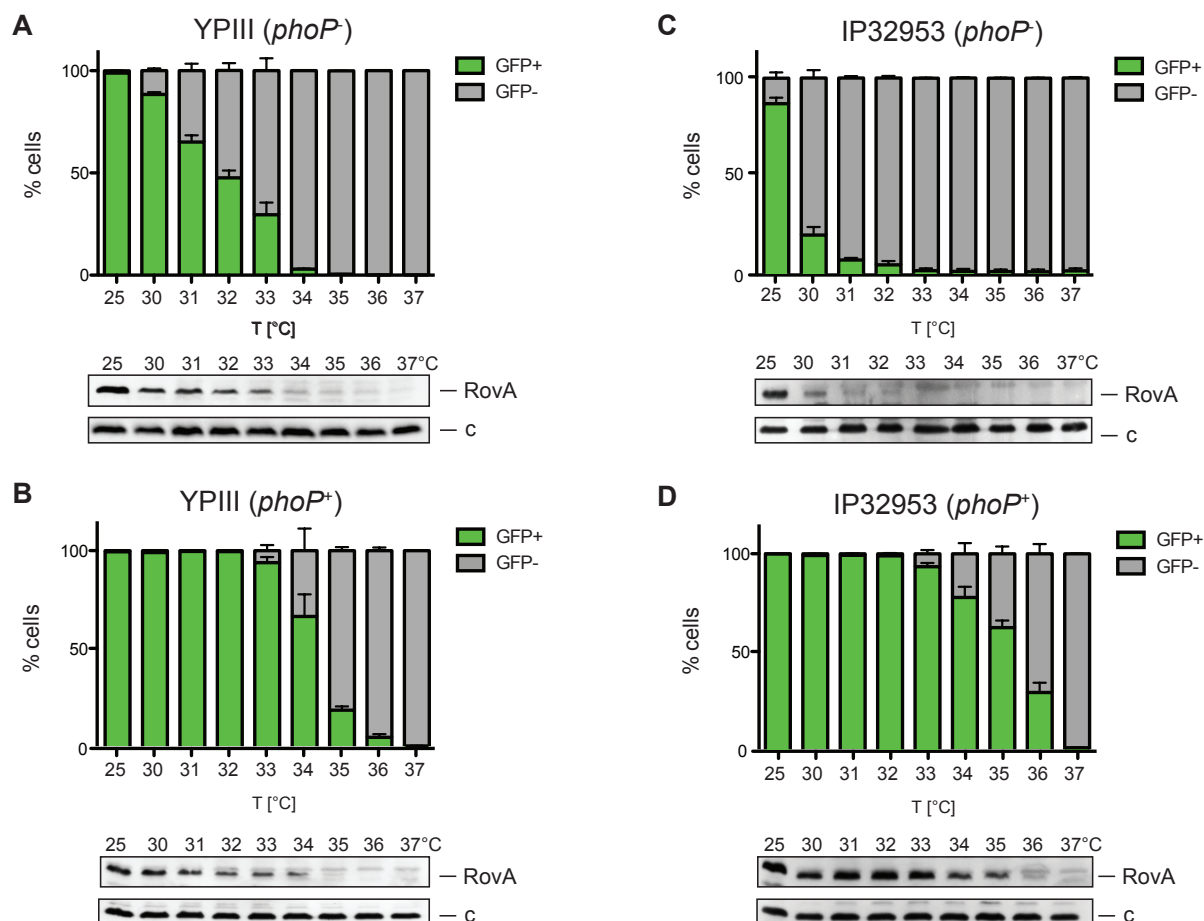 A
YPIII (phoP-)
% cells
100
50
0
GFP+
GFP-
25 30 31 32 33 34 35 36 37
T [°C]
25 30 31 32 33 34 35 36 37°C
— RovA
— c
B
YPIII (phoP+)
% cells
100
50
0
GFP+
GFP-
25 30 31 32 33 34 35 36 37
T [°C]
25 30 31 32 33 34 35 36 37°C
— RovA
— c
C
IP32953 (phoP-)
% cells
100
50
0
GFP+
GFP-
25 30 31 32 33 34 35 36 37
T [°C]
25 30 31 32 33 34 35 36 37°C
— RovA
— c
D
IP32953 (phoP+)
% cells
100
50
0
GFP+
GFP-
25 30 31 32 33 34 35 36 37
T [°C]
25 30 31 32 33 34 35 36 37°C
— RovA
— c